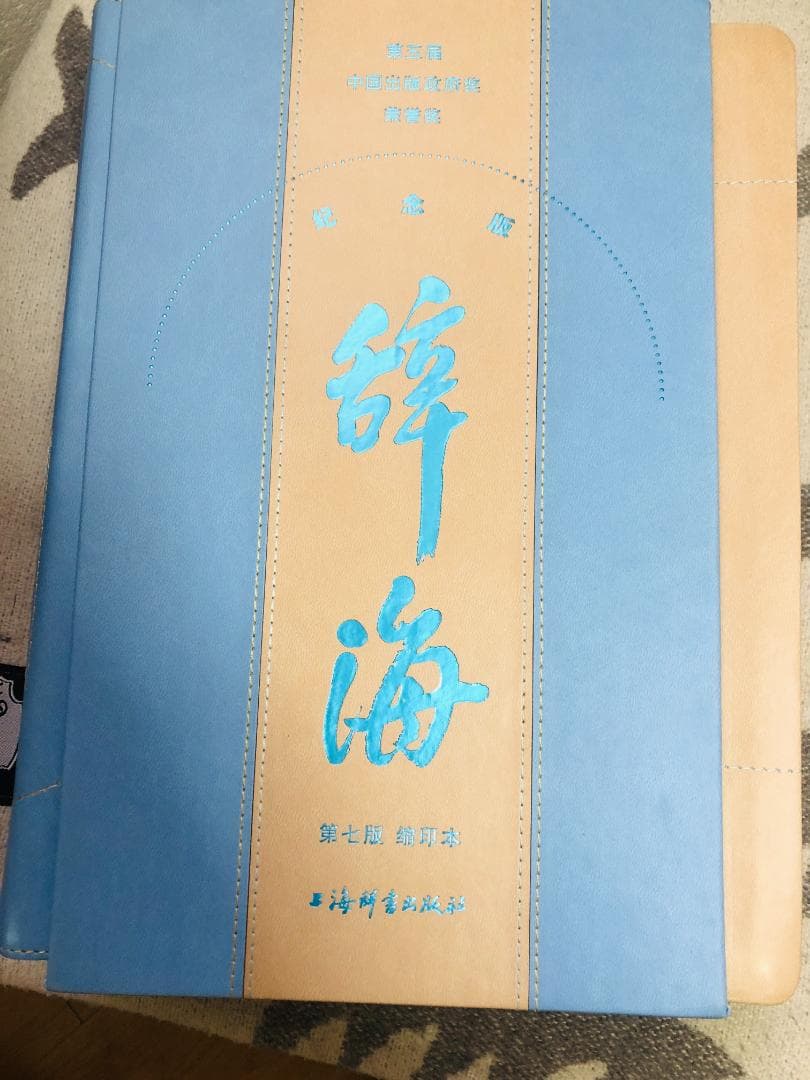 第五届
中国出版政府奖
荣誉奖
纪念版
辞海
第七版 缩印本
上海辞书出版社